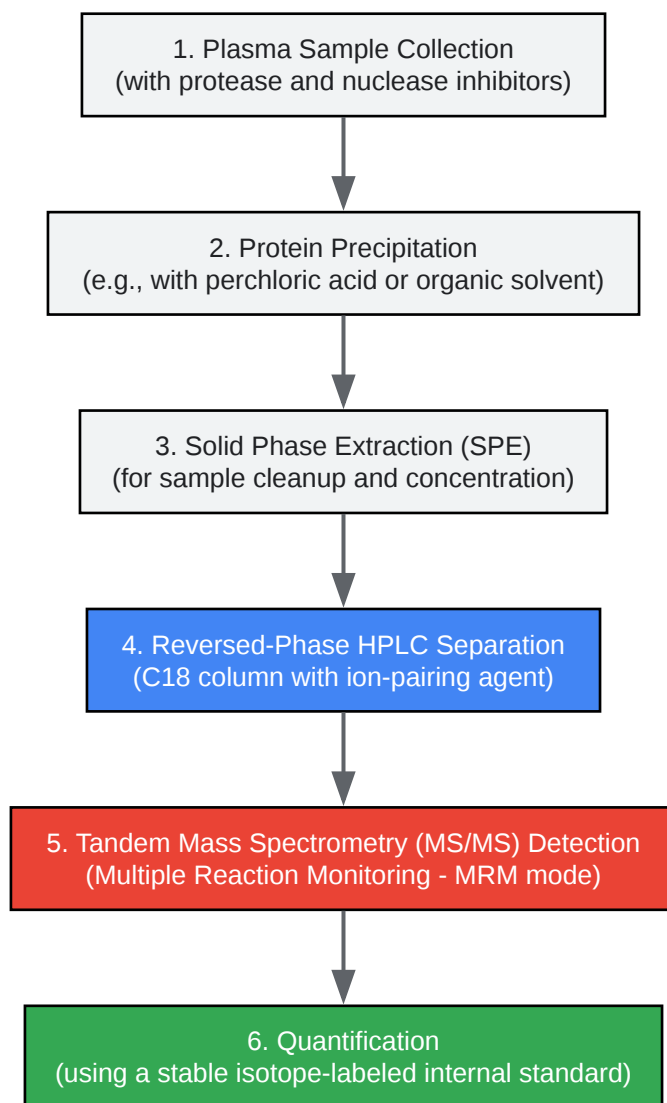 1. Plasma Sample Collection
(with protease and nuclease inhibitors)
2. Protein Precipitation
(e.g., with perchloric acid or organic solvent)
3. Solid Phase Extraction (SPE)
(for sample cleanup and concentration)
4. Reversed-Phase HPLC Separation
(C18 column with ion-pairing agent)
5. Tandem Mass Spectrometry (MS/MS) Detection
(Multiple Reaction Monitoring - MRM mode)
6. Quantification
(using a stable isotope-labeled internal standard)